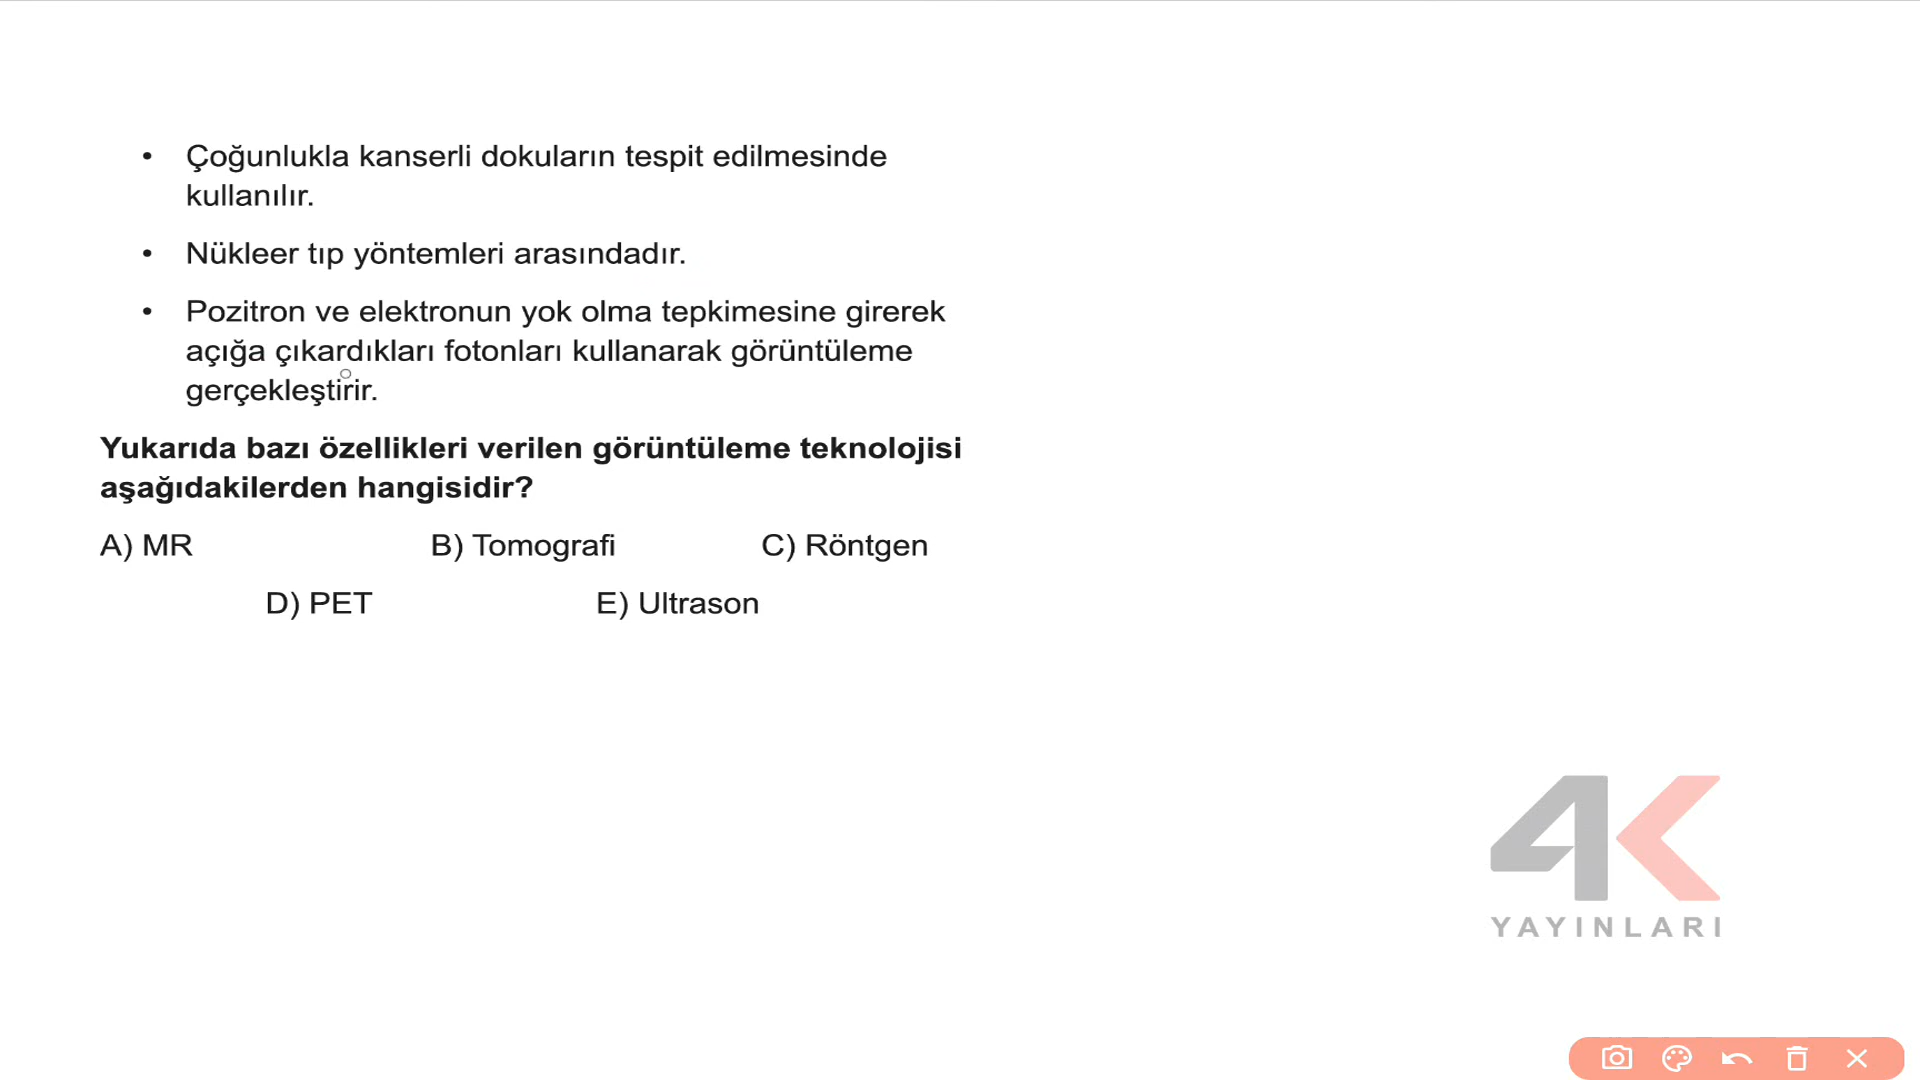 • Çoğunlukla kanserli dokuların tespit edilmesinde
kullanılır.
• Nükleer tıp yöntemleri arasındadır.
• Pozitron ve elektronun yok olma tepkimesine girerek
açığa çıkardıkları fotonları kullanarak görüntüleme
gerçekleştirir.
Yukarıda bazı özellikleri verilen görüntüleme teknolojisi
aşağıdakilerden hangisidir?
A) MR B) Tomografi C) Röntgen
D) PET E) Ultrason
4K
YAYINLARI